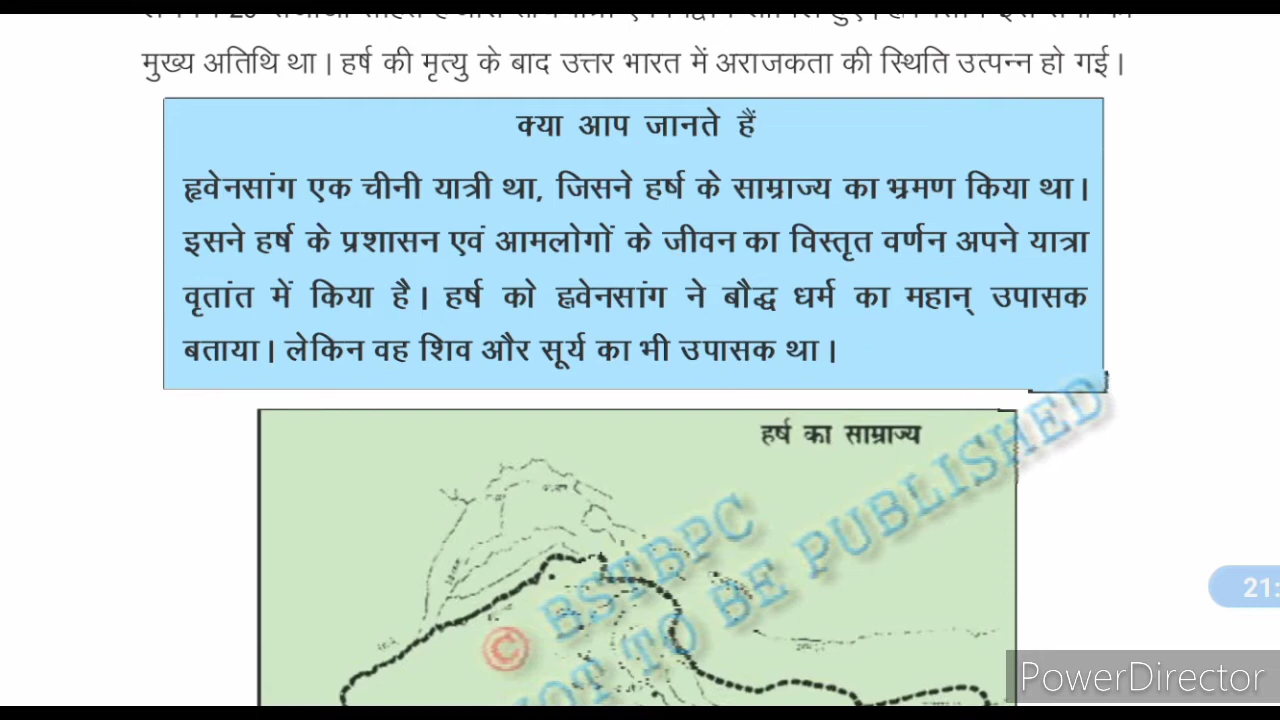 मुख्य अतिथि था। हर्ष की मृत्यु के बाद उत्तर भारत में अराजकता की स्थिति उत्पन्न हो गई।
क्या आप जानते हैं
ह्वेनसांग एक चीनी यात्री था, जिसने हर्ष के साम्राज्य का भ्रमण किया था।
इसने हर्ष के प्रशासन एवं आमलोगों के जीवन का विस्तृत वर्णन अपने यात्रा
वृतांत में किया है। हर्ष को ह्वेनसांग ने बौद्ध धर्म का महान् उपासक
बताया। लेकिन वह शिव और सूर्य का भी उपासक था।
हर्ष का साम्राज्य
© BSTBPC
NOT TO BE PUBLISHED
21:
PowerDirector